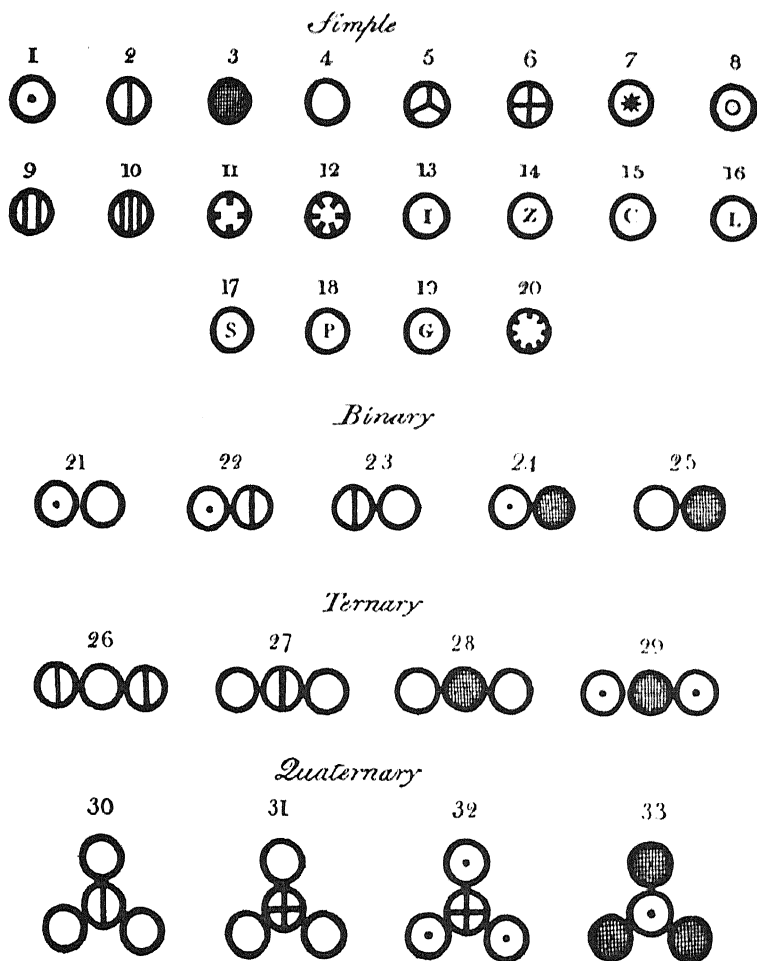 Simple
1 2 3 4 5 6 7 8
9 10 11 12 13 14 15 16
I Z C L
17 18 19 20
S P G
Binary
21 22 23 24 25
Ternary
26 27 28 29
Quaternary
30 31 32 33